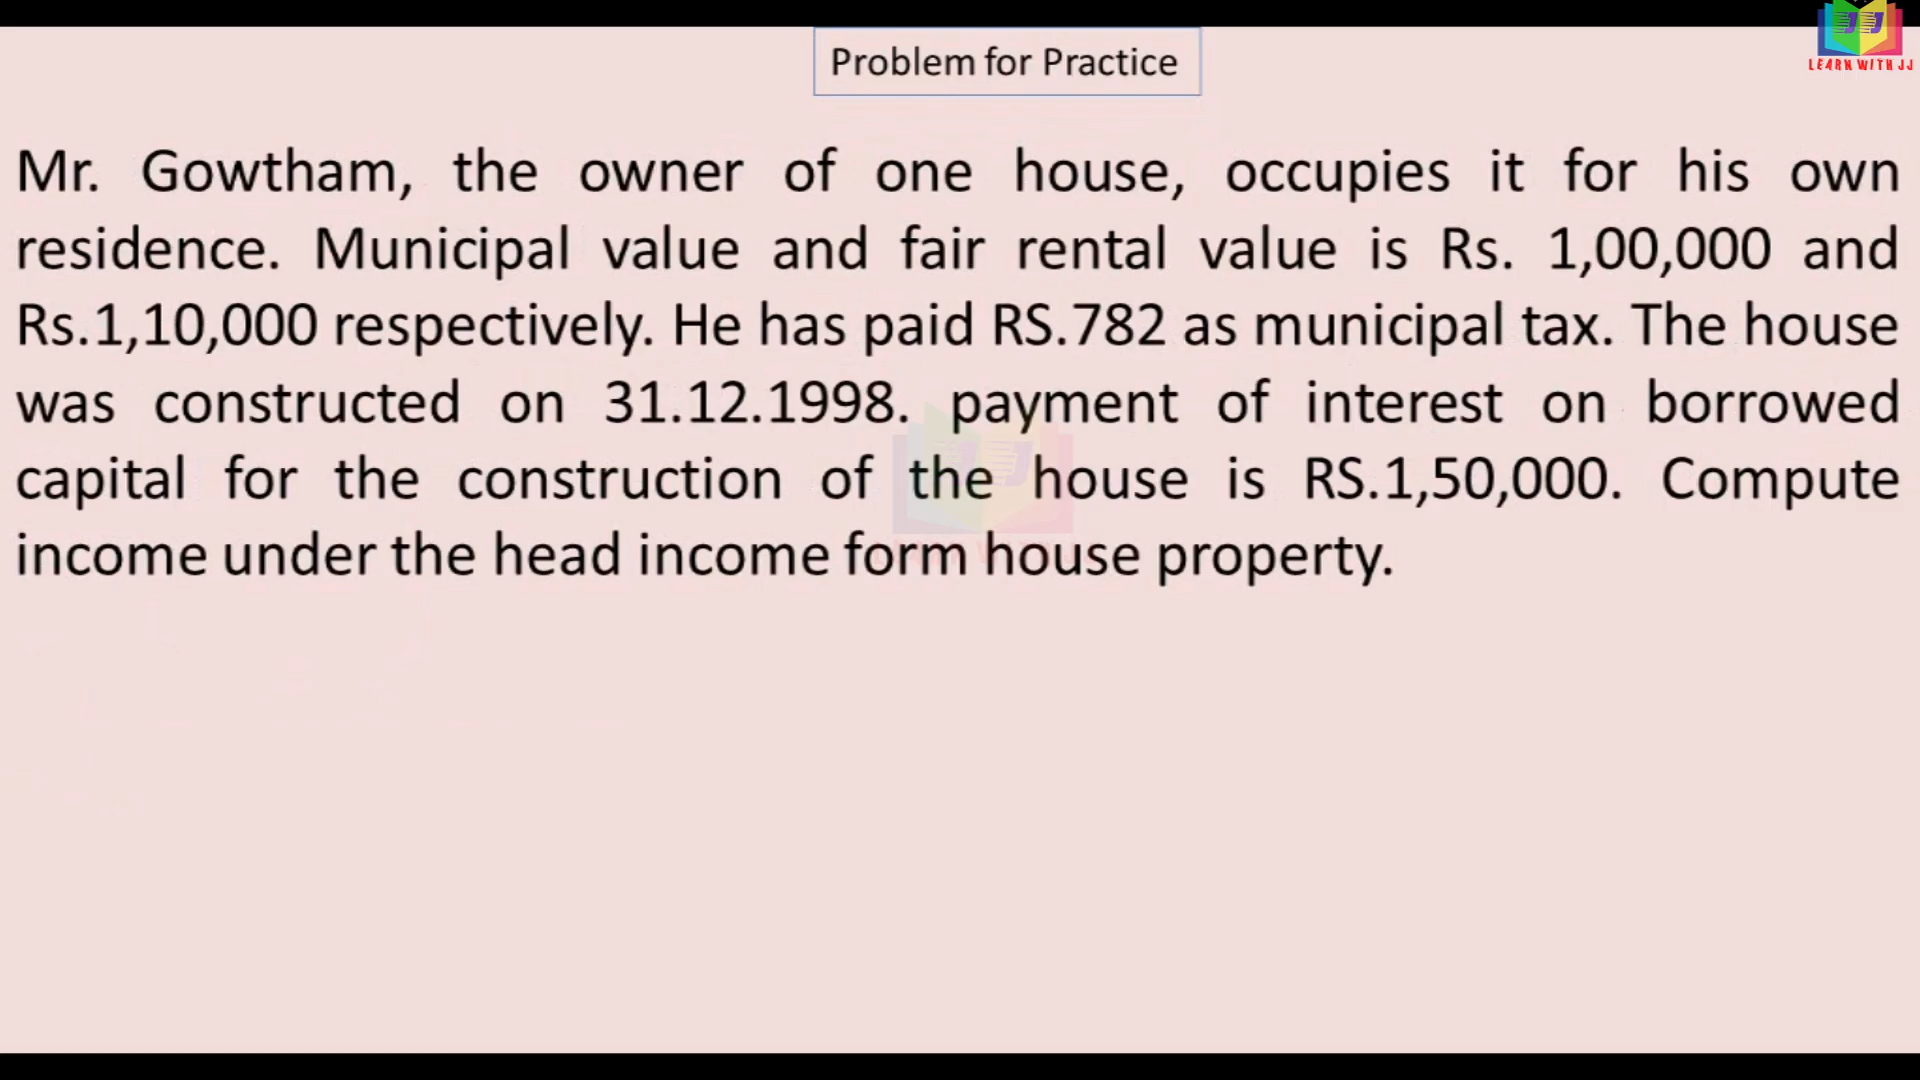 Problem for Practice
LEARN WITH JJ
Mr. Gowtham, the owner of one house, occupies it for his own
residence. Municipal value and fair rental value is Rs. 1,00,000 and
Rs.1,10,000 respectively. He has paid RS.782 as municipal tax. The house
was constructed on 31.12.1998. payment of interest on borrowed
capital for the construction of the house is RS.1,50,000. Compute
income under the head income form house property.